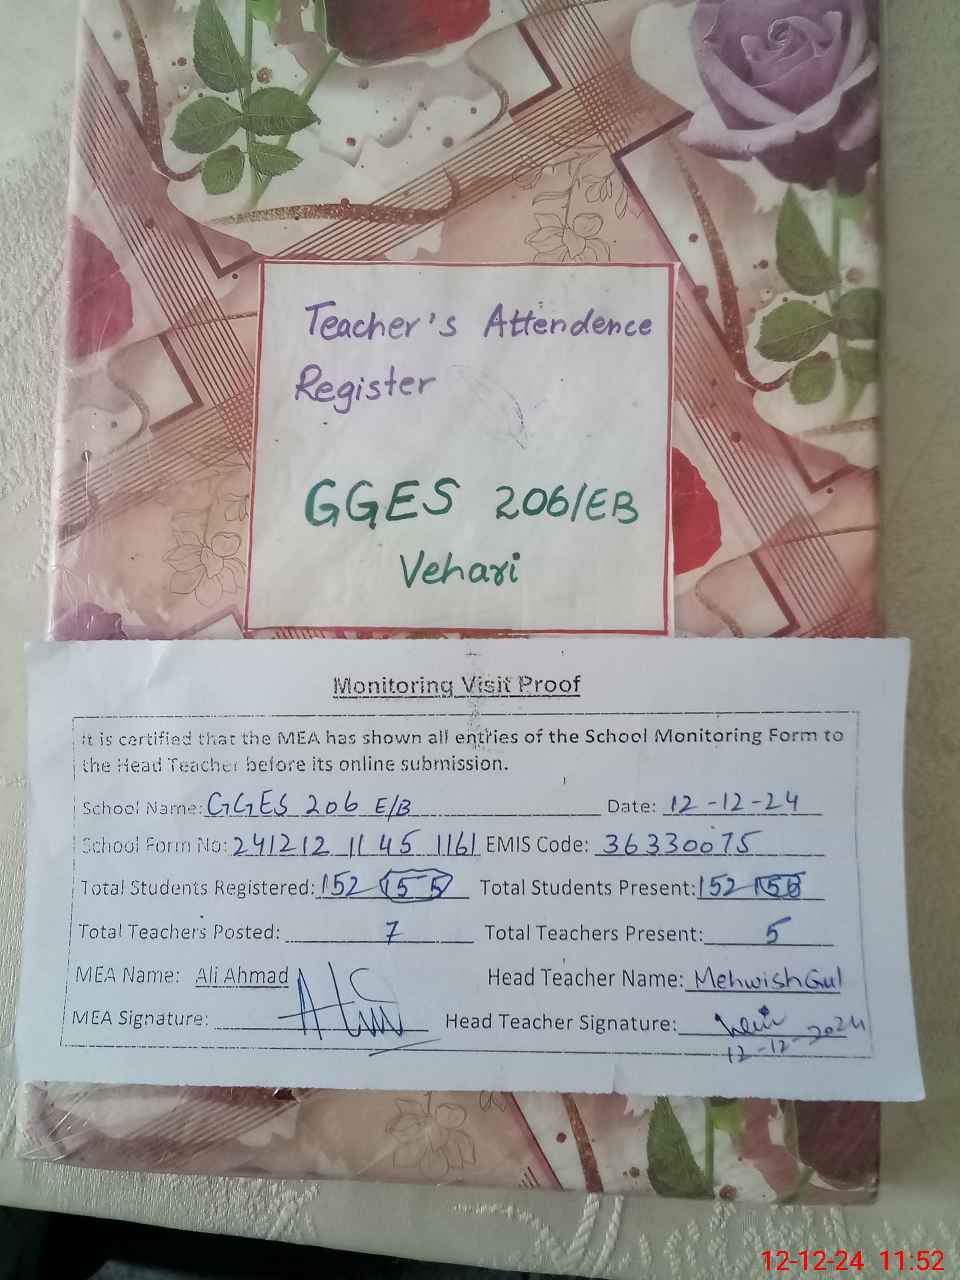 Teacher's Attendence
Register
GGES 206/EB
Vehari
Monitoring Visit Proof
It is certified that the MEA has shown all entries of the School Monitoring Form to
the Head Teacher before its online submission.
School Name: GGES 206 E/B Date: 12-12-24
School Form No: 241212 11 45 1161 EMIS Code: 36330075
Total Students Registered: 152 155 Total Students Present: 152
Total Teachers Posted: 7 Total Teachers Present: 5
MEA Name: Ali Ahmad Head Teacher Name: Mehwish Gul
MEA Signature: Head Teacher Signature:
12-12-2024
12-12-24 11:52